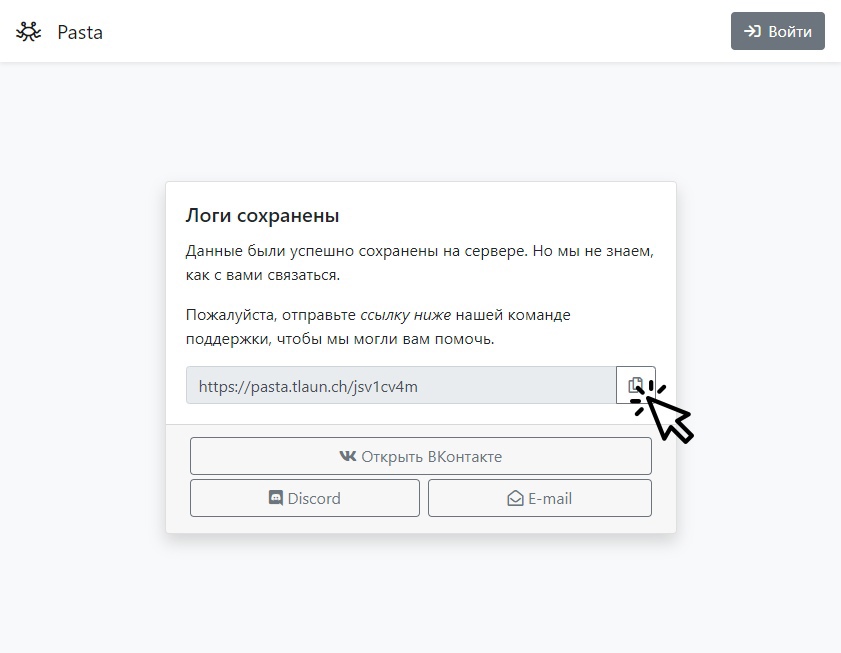 Pasta
Войти
Логи сохранены
Данные были успешно сохранены на сервере. Но мы не знаем,
как с вами связаться.
Пожалуйста, отправьте ссылку ниже нашей команде
поддержки, чтобы мы могли вам помочь.
https://pasta.tlaun.ch/jsv1cv4m
Открыть ВКонтакте
Discord
E-mail